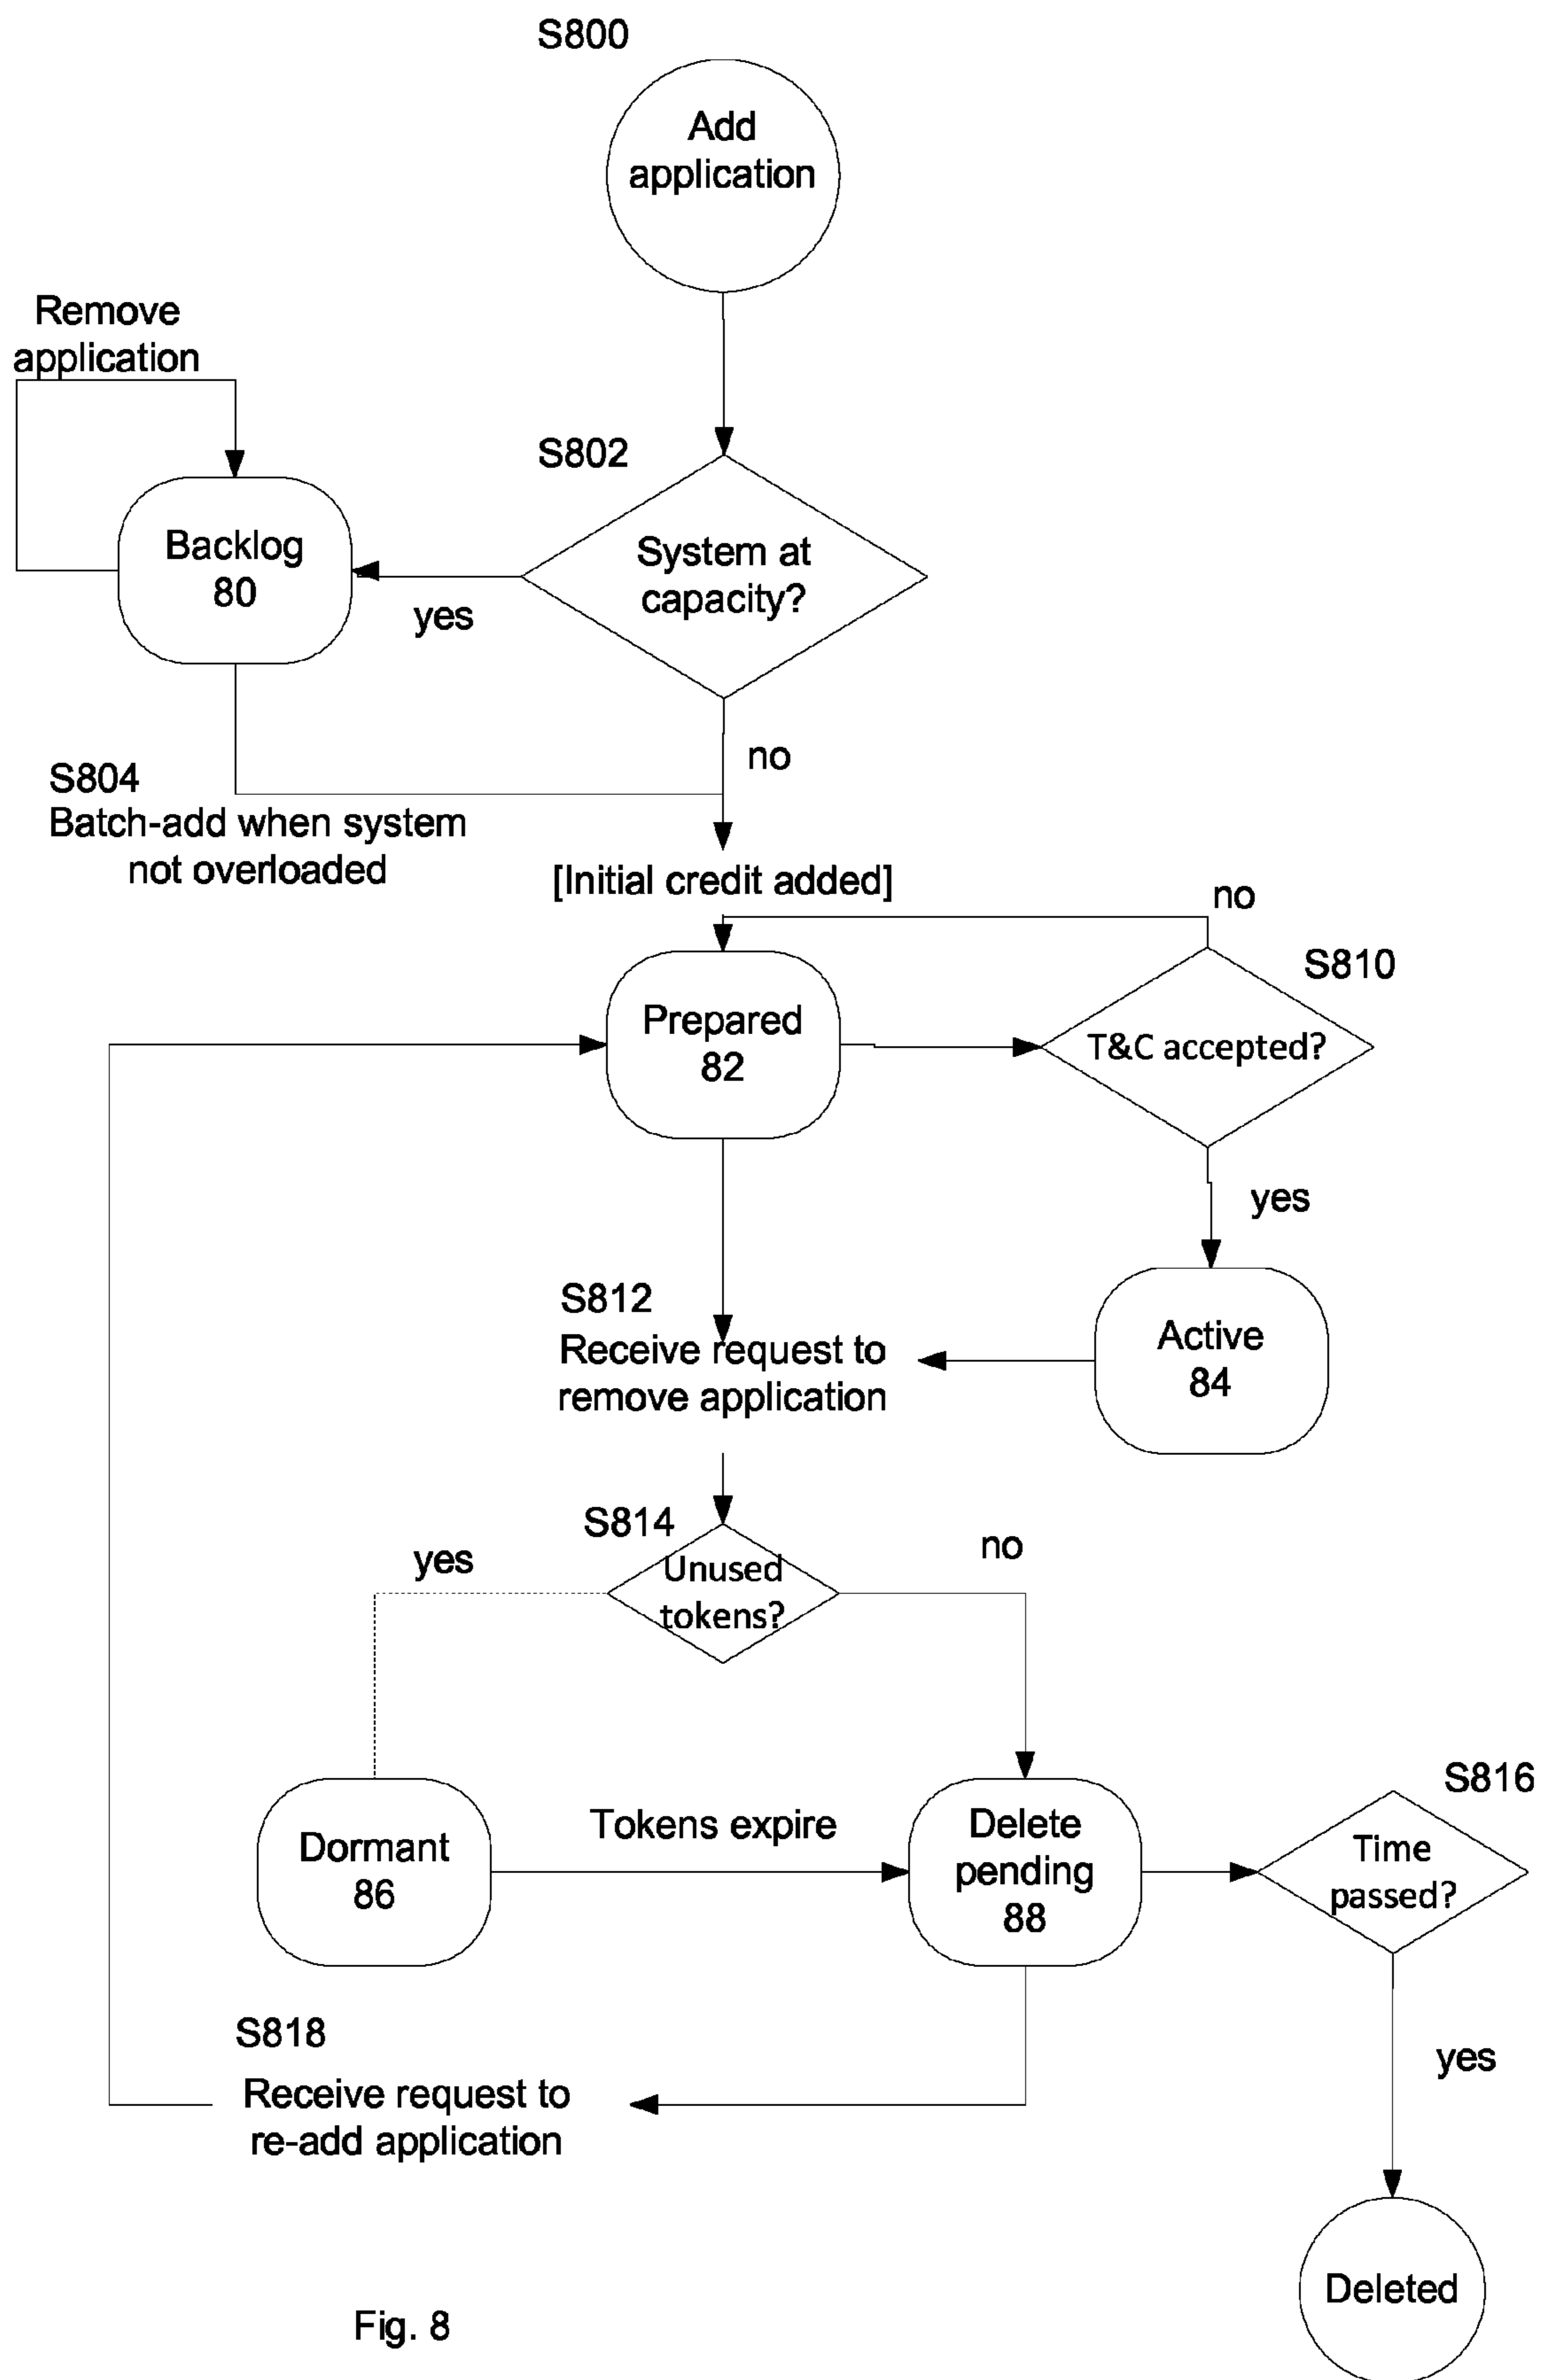 S800
Add
application
Remove
application
S802
System at
capacity?
Backlog
80
yes
no
S804
Batch-add when system
not overloaded
[Initial credit added]
no
S810
Prepared
82
T&C accepted?
yes
S812
Receive request to
remove application
Active
84
S814
yes
no
Unused
tokens?
S816
Dormant
86
Tokens expire
Delete
pending
88
Time
passed?
S818
Receive request to
re-add application
yes
Deleted
Fig. 8